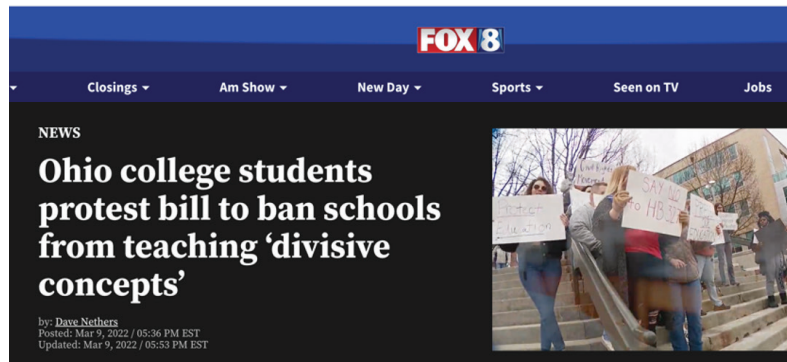 FOX 8
Closings Am Show New Day Sports Seen on TV Jobs
NEWS
Ohio college students
protest bill to ban schools
from teaching ‘divisive
concepts’
by: Dave Nethers
Posted: Mar 9, 2022 / 05:36 PM EST
Updated: Mar 9, 2022 / 05:53 PM EST
Protect
Education
SAY NO
to HB